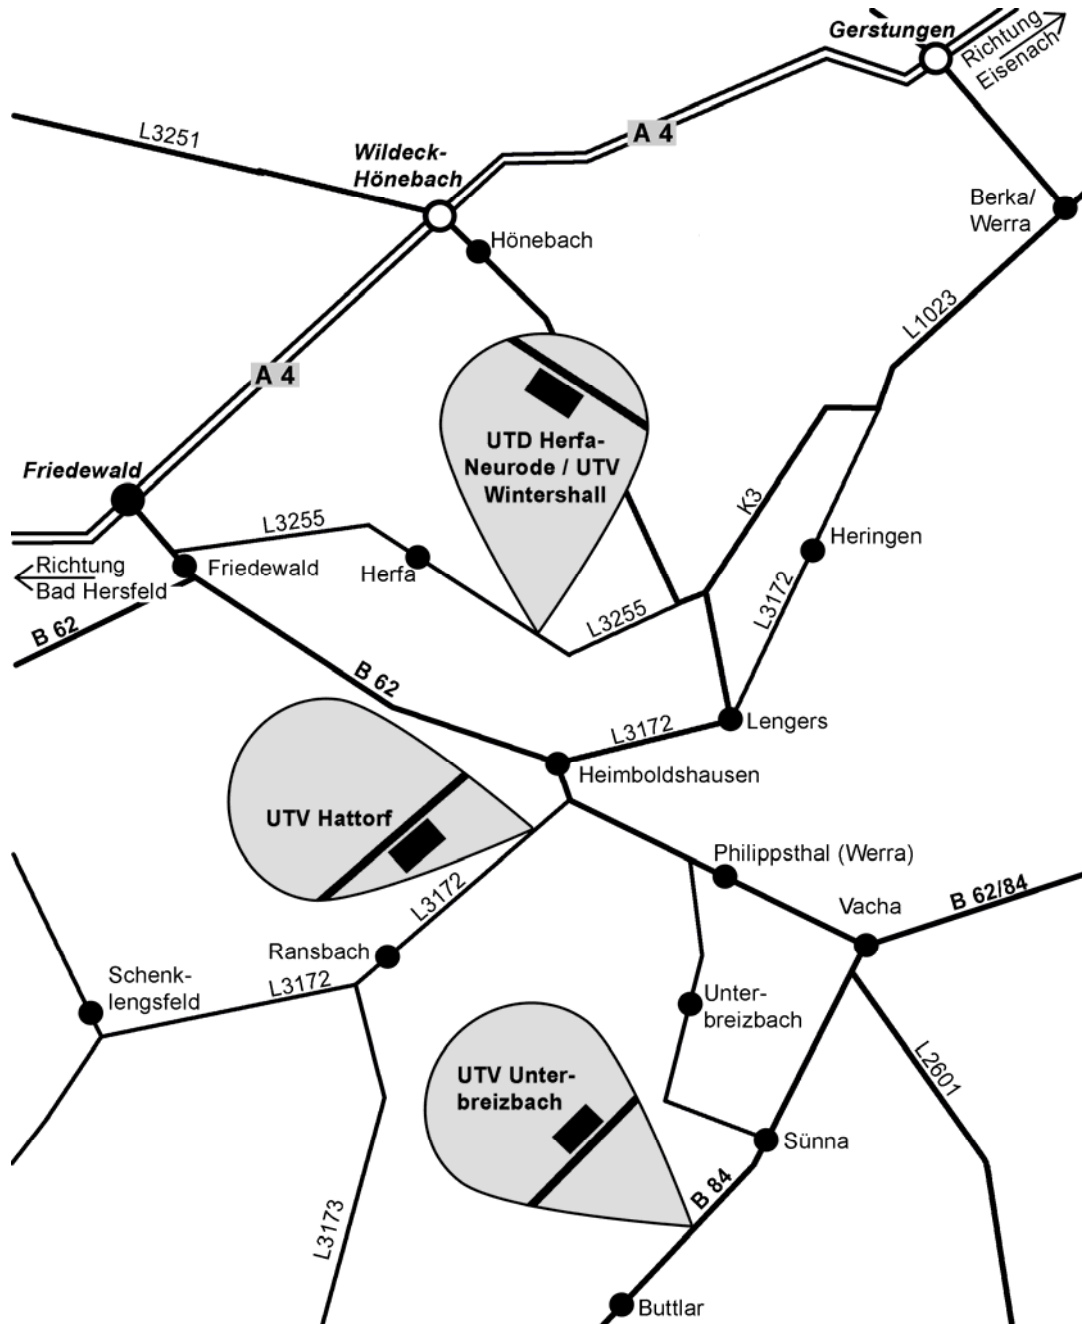 Gerstungen
Richtung
Eisenach
L3251
A 4
Wildeck-
Hönebach
Berka/
Werra
Hönebach
L1023
A 4
UTD Herfa-
Neurode / UTV
Wintershall
Friedewald
K3
L3255
Heringen
Richtung
Bad Hersfeld
Friedewald
Herfa
L3172
L3255
B 62
B 62
L3172
Lengers
Heimboldshausen
UTV Hattorf
Philippsthal (Werra)
L3172
B 62/84
Vacha
Ransbach
Schenk-
lengsfeld
L3172
Unter-
breizbach
L2601
UTV Unter-
breizbach
Sünna
B 84
L3173
Buttlar